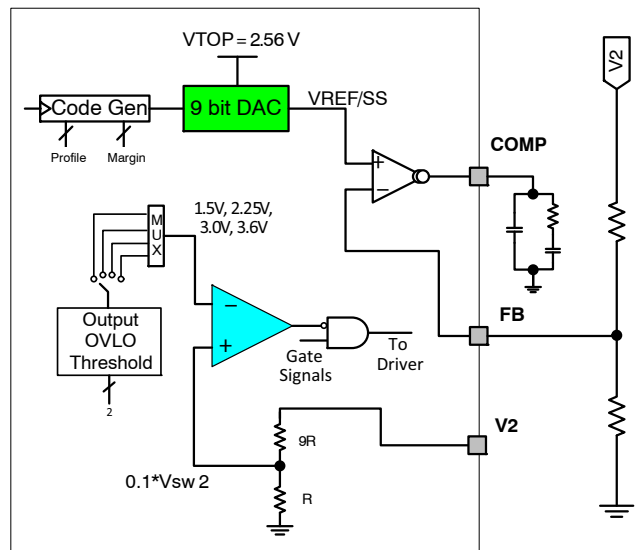 VTOP = 2.56 V
V2
Code Gen
9 bit DAC
VREF/SS
Profile
Margin
+
−
COMP
1.5V, 2.25V,
3.0V, 3.6V
MUX
Output
OVLO
Threshold
2
−
+
Gate
Signals
To
Driver
FB
V2
9R
R
0.1*Vsw 2